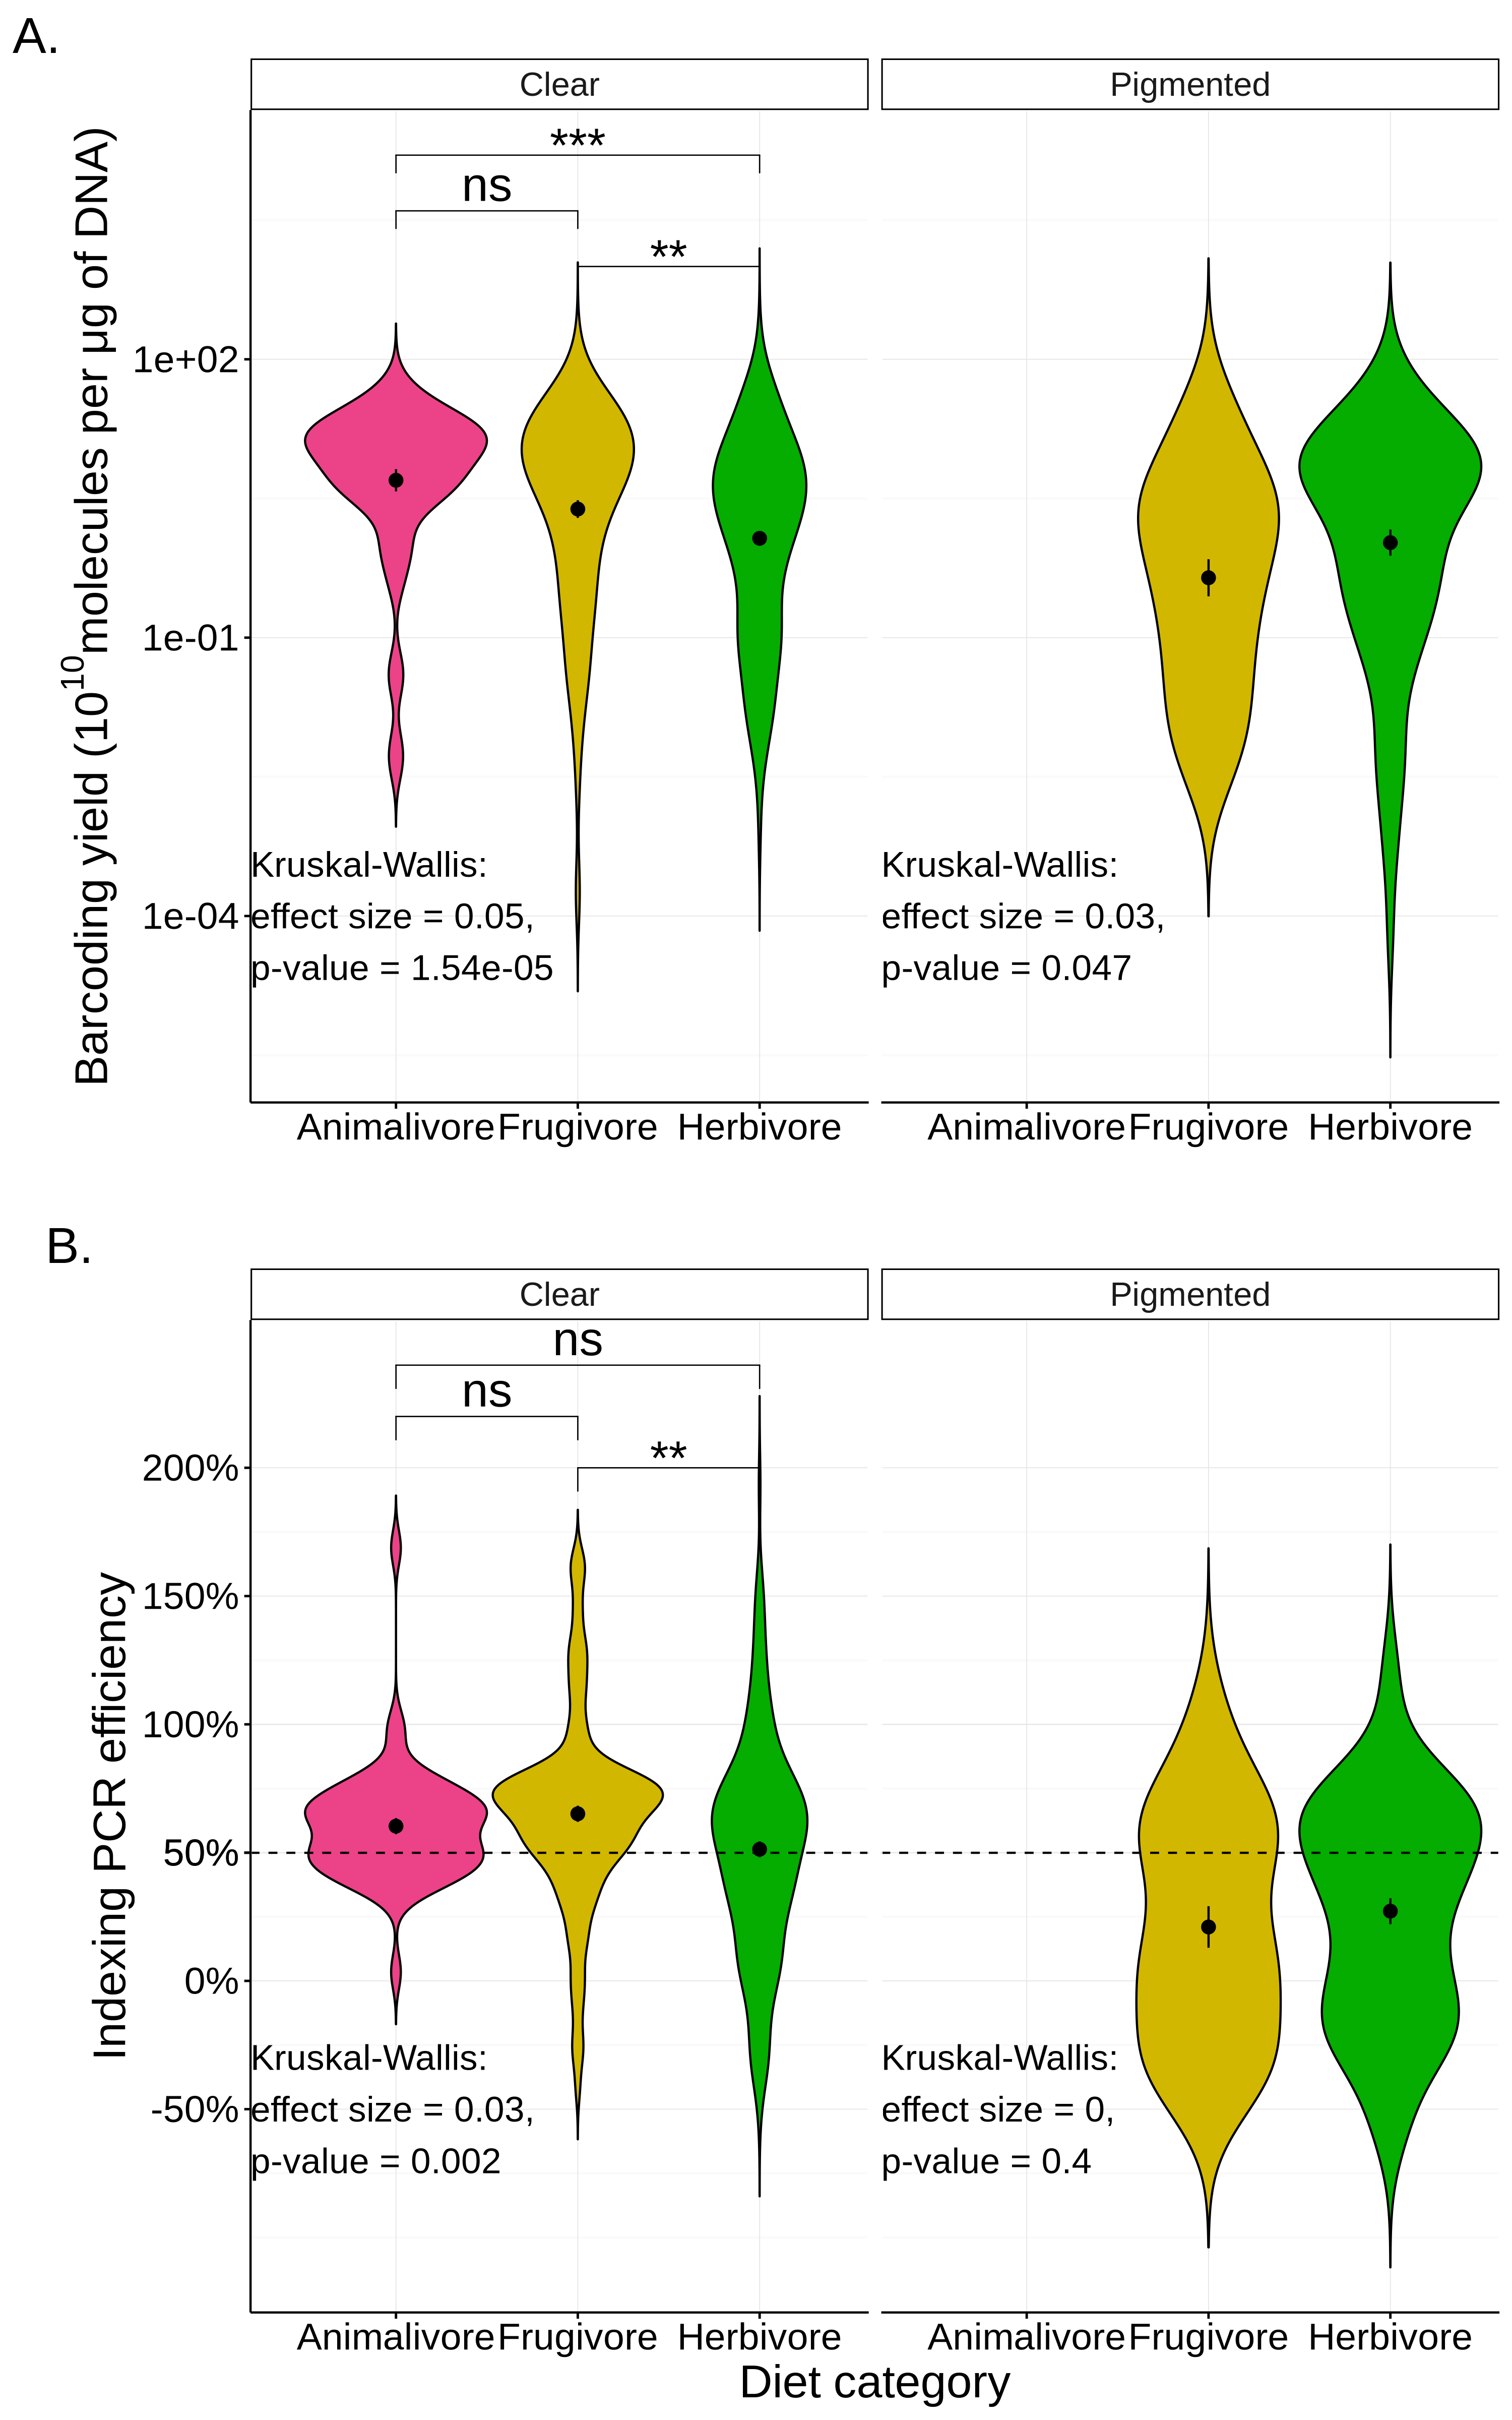 A.
Clear
Pigmented
Barcoding yield (10^10 molecules per μg of DNA)
***
ns
**
1e+02
1e-01
1e-04
Kruskal-Wallis:
effect size = 0.05,
p-value = 1.54e-05
Kruskal-Wallis:
effect size = 0.03,
p-value = 0.047
Animalivore Frugivore Herbivore
Animalivore Frugivore Herbivore
B.
Clear
Pigmented
Indexing PCR efficiency
ns
ns
**
200%
150%
100%
50%
0%
-50%
Kruskal-Wallis:
effect size = 0.03,
p-value = 0.002
Kruskal-Wallis:
effect size = 0,
p-value = 0.4
Animalivore Frugivore Herbivore
Animalivore Frugivore Herbivore
Diet category